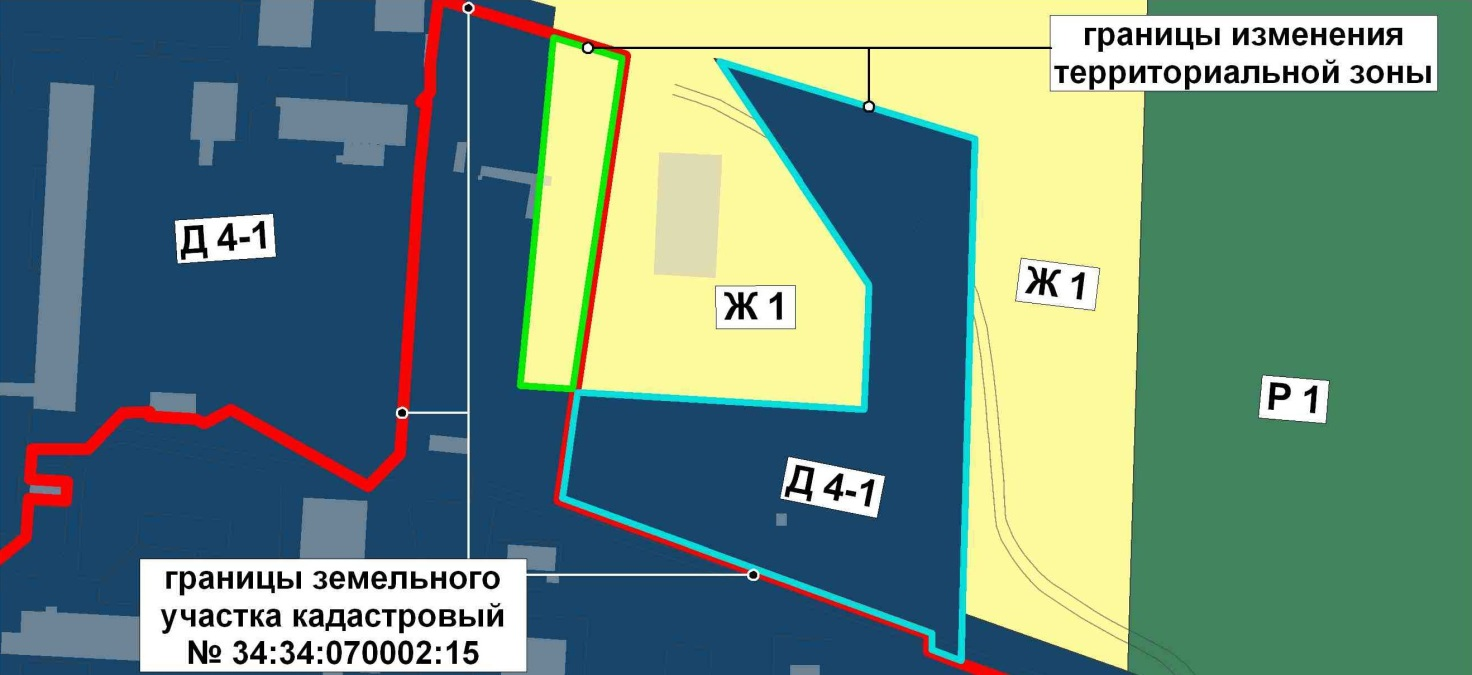 границы изменения
территориальной зоны
Д 4-1
Ж 1
Ж 1
Р 1
Д 4-1
границы земельного
участка кадастровый
№ 34:34:070002:15